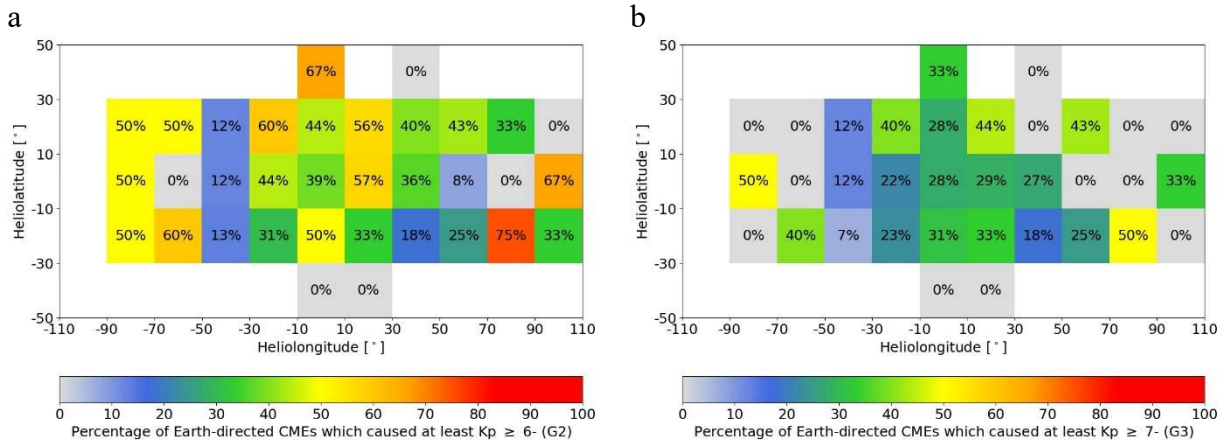 a
50
67% 0%
30
50% 50% 12% 60% 44% 56% 40% 43% 33% 0%
10
50% 0% 12% 44% 39% 57% 36% 8% 0% 67%
-10
50% 60% 13% 31% 50% 33% 18% 25% 75% 33%
-30
0% 0%
-50
-110 -90 -70 -50 -30 -10 10 30 50 70 90 110
Heliolatitude [°]
Heliolongitude [°]
0 10 20 30 40 50 60 70 80 90 100
Percentage of Earth-directed CMEs which caused at least Kp ≥ 6- (G2)
b
50
33% 0%
30
0% 0% 12% 40% 28% 44% 0% 43% 0% 0%
10
50% 0% 12% 22% 28% 29% 27% 0% 0% 33%
-10
0% 40% 7% 23% 31% 33% 18% 25% 50% 0%
-30
0% 0%
-50
-110 -90 -70 -50 -30 -10 10 30 50 70 90 110
Heliolatitude [°]
Heliolongitude [°]
0 10 20 30 40 50 60 70 80 90 100
Percentage of Earth-directed CMEs which caused at least Kp ≥ 7- (G3)